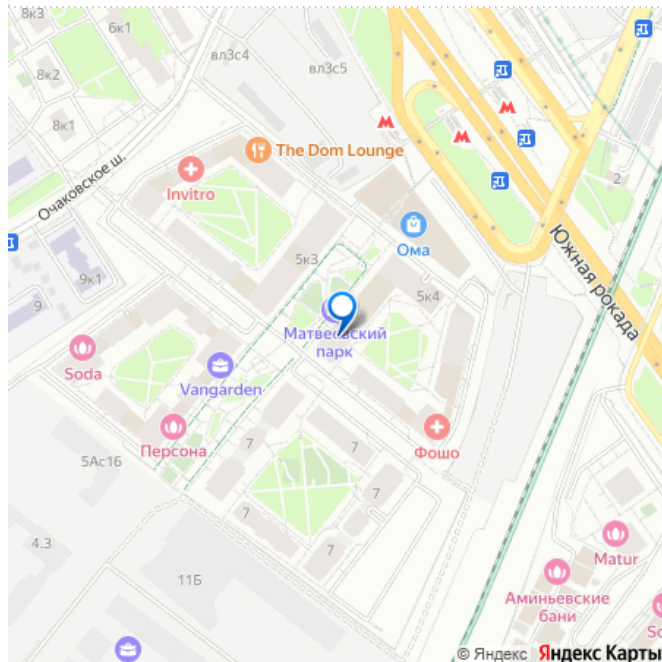 8к3
вл3с4
вл3с5
8к2
8к1
The Dom Lounge
2
Invitro
Очаковское ш.
Южная рокада
Ома
5к3
9к1
5к4
9
Матвеевский
парк
Soda
Vangarden
Персона
7
7
Фошо
5Ас16
7
7
4.3
11Б
Matur
Аминьевские
бани
So
© Яндекс Яндекс Карты